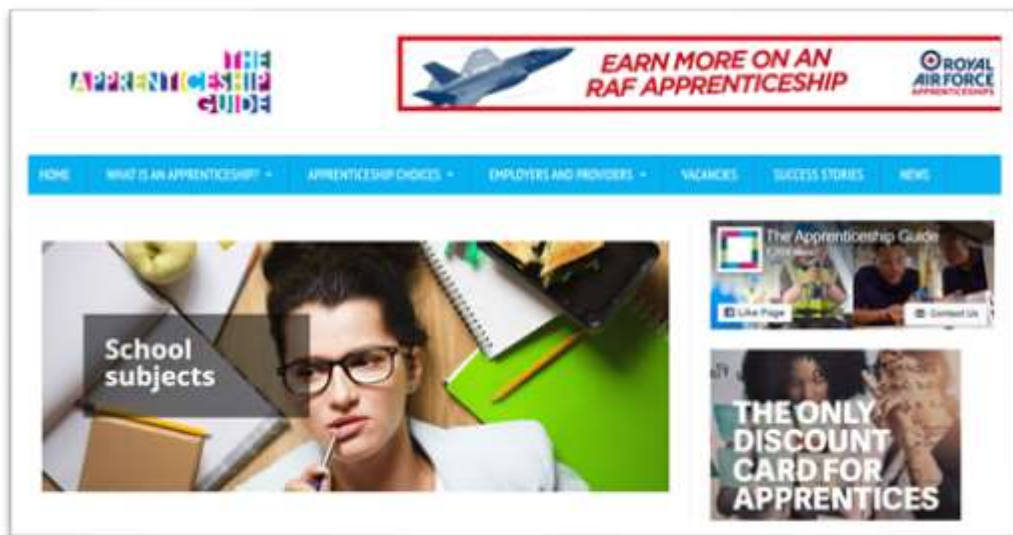 THE
APPRENTICESHIP
GUIDE
EARN MORE ON AN
RAF APPRENTICESHIP
ROYAL
AIR FORCE
APPRENTICESHIPS
HOME WHAT IS AN APPRENTICESHIP? APPRENTICESHIP CHOICES EMPLOYERS AND PROVIDERS VACANCIES SUCCESS STORIES NEWS
The Apprenticeship Guide
Like Page Contact Us
School
subjects
THE ONLY
DISCOUNT
CARD FOR
APPRENTICES